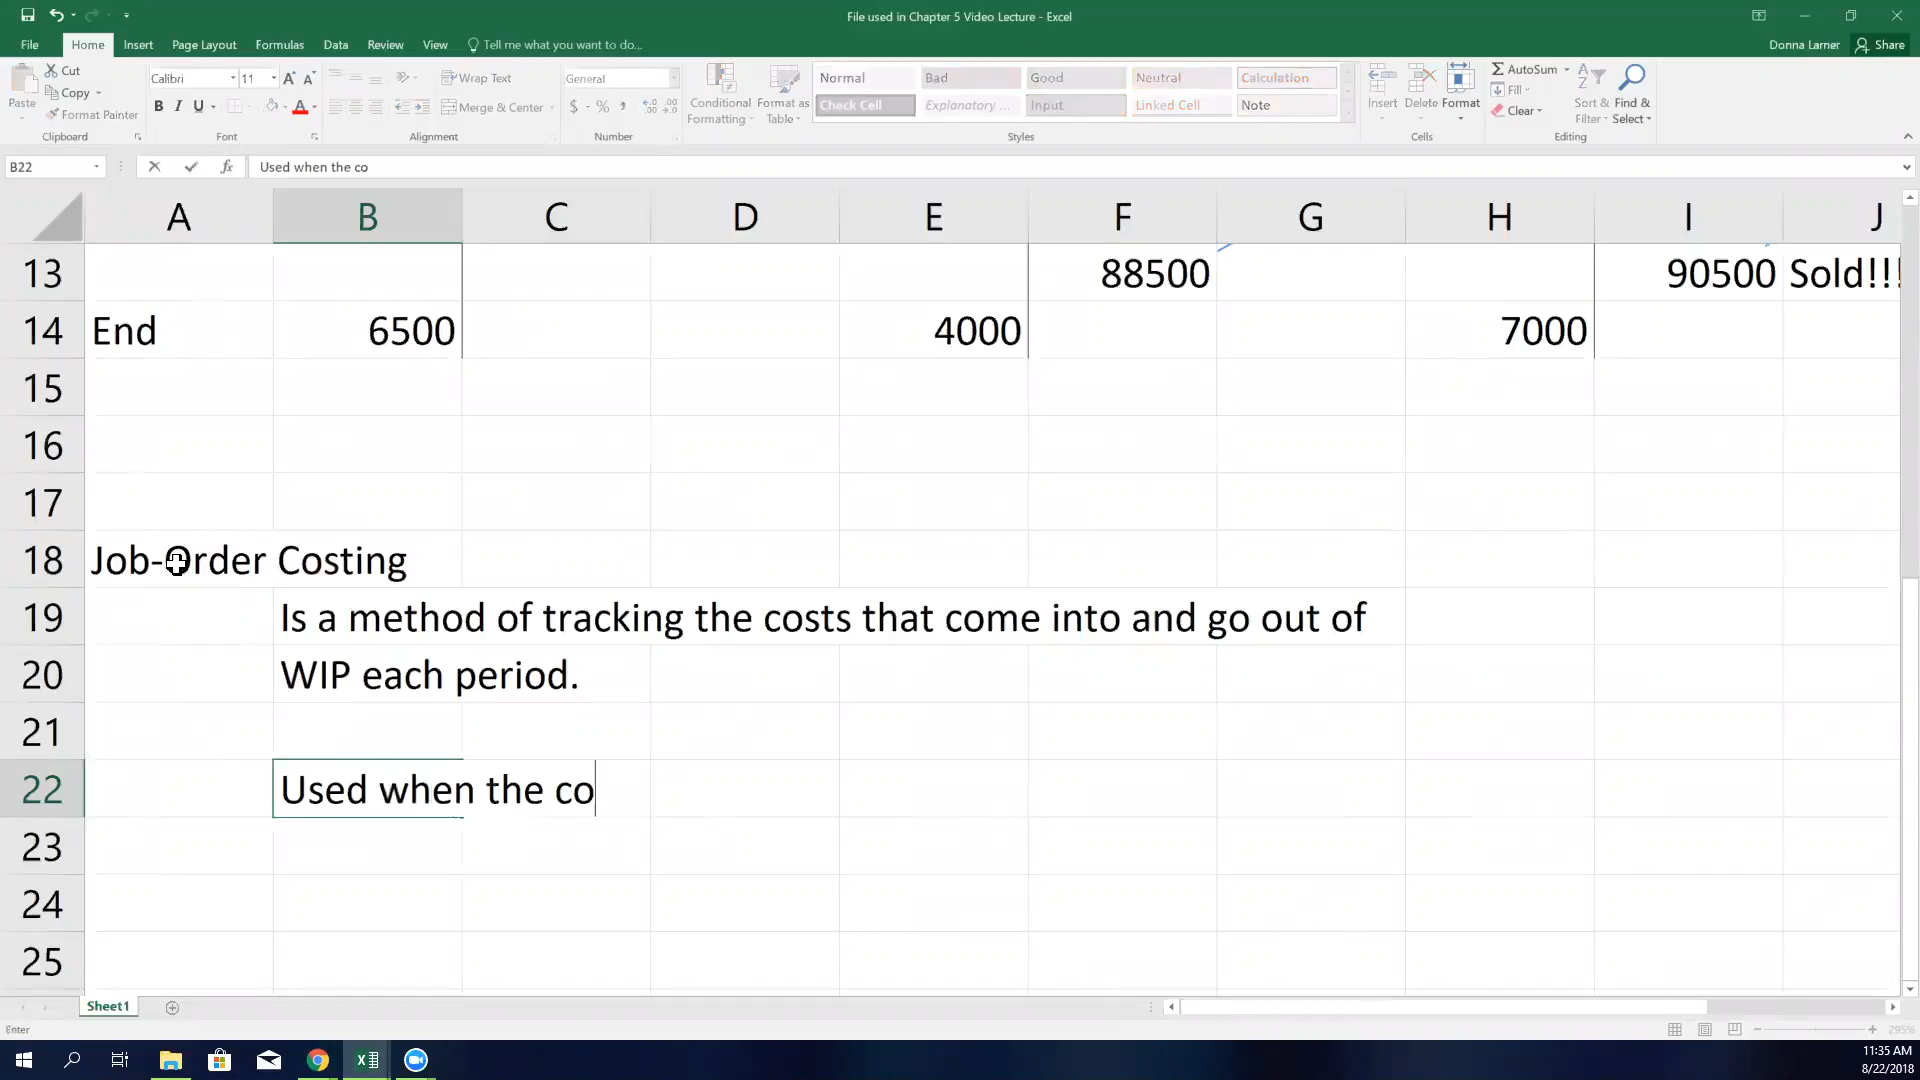 File used in Chapter 5 Video Lecture - Excel
File Home Insert Page Layout Formulas Data Review View Tell me what you want to do... Donna Larner Share
Cut
Copy
Format Painter
Paste
Clipboard
Calibri 11
B I U
Font
Wrap Text
Merge & Center
Alignment
General
$ % ,
Number
Conditional Formatting
Format as Table
Normal Bad Good Neutral Calculation
Check Cell Explanatory ... Input Linked Cell Note
Styles
Insert Delete Format
Cells
AutoSum
Fill
Clear
Sort & Filter
Find & Select
Editing
B22 fx Used when the co
A B C D E F G H I J
13 88500 90500 Sold!!!
14 End 6500 4000 7000
15
16
17
18 Job-Order Costing
19 Is a method of tracking the costs that come into and go out of
20 WIP each period.
21
22 Used when the co
23
24
25
Sheet1
Enter 295%
11:35 AM
8/22/2018